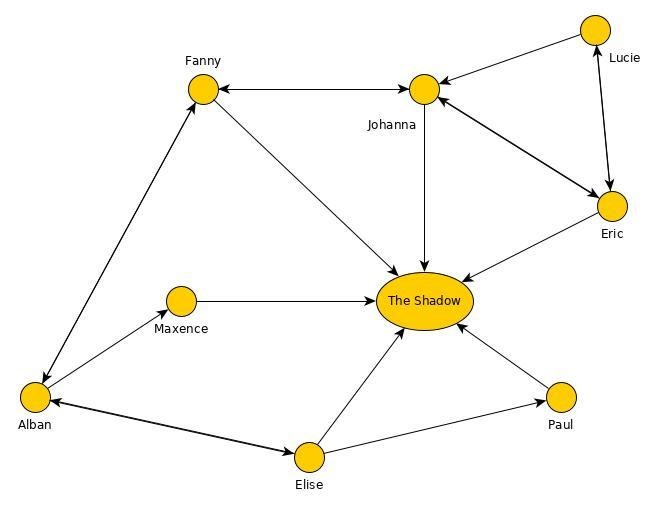 Lucie
Fanny
Johanna
Eric
The Shadow
Maxence
Alban
Paul
Elise